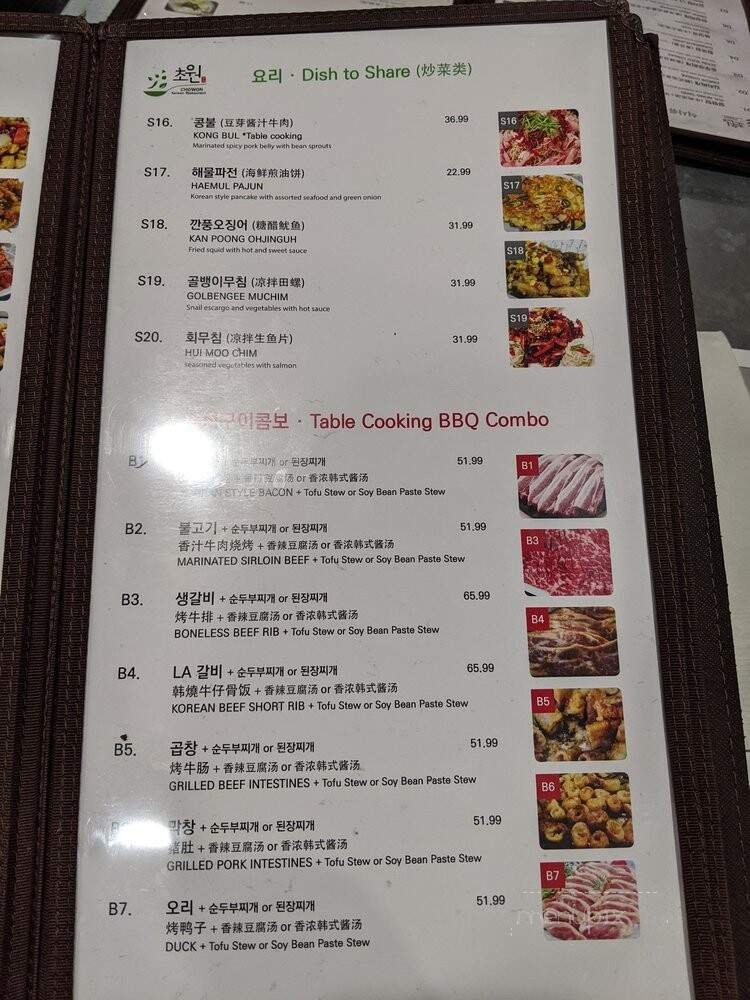 초원
CHOWON
Korean Restaurant
요리 · Dish to Share (炒菜类)
S16. 콩불 (豆芽酱汁牛肉) 36.99
KONG BUL *Table cooking
Marinated spicy pork belly with bean sprouts
S16
S17. 해물파전 (海鲜煎油饼) 22.99
HAEMUL PAJUN
Korean style pancake with assorted seafood and green onion
S17
S18. 깐풍오징어 (糖醋鱿鱼) 31.99
KAN POONG OHJINGUH
Fried squid with hot and sweet sauce
S18
S19. 골뱅이무침 (凉拌田螺) 31.99
GOLBENGEE MUCHIM
Snail escargo and vegetables with hot sauce
S19
S20. 회무침 (凉拌生鱼片) 31.99
HUI MOO CHIM
seasoned vegetables with salmon
구이콤보 · Table Cooking BBQ Combo
B1 + 순두부찌개 or 된장찌개 51.99
or 香浓韩式酱汤
STYLE BACON + Tofu Stew or Soy Bean Paste Stew
B1
B2. 불고기 + 순두부찌개 or 된장찌개 51.99
香汁牛肉烧烤 + 香辣豆腐汤 or 香浓韩式酱汤
MARINATED SIRLOIN BEEF + Tofu Stew or Soy Bean Paste Stew
B3
B3. 생갈비 + 순두부찌개 or 된장찌개 65.99
烤牛排 + 香辣豆腐汤 or 香浓韩式酱汤
BONELESS BEEF RIB + Tofu Stew or Soy Bean Paste Stew
B4
B4. LA 갈비 + 순두부찌개 or 된장찌개 65.99
韩燒牛仔骨饭 + 香辣豆腐汤 or 香浓韩式酱汤
KOREAN BEEF SHORT RIB + Tofu Stew or Soy Bean Paste Stew
B5
B5. 곱창 + 순두부찌개 or 된장찌개 51.99
烤牛肠 + 香辣豆腐汤 or 香浓韩式酱汤
GRILLED BEEF INTESTINES + Tofu Stew or Soy Bean Paste Stew
B6
막창 + 순두부찌개 or 된장찌개 51.99
猪肚 + 香辣豆腐汤 or 香浓韩式酱汤
GRILLED PORK INTESTINES + Tofu Stew or Soy Bean Paste Stew
B7
B7. 오리 + 순두부찌개 or 된장찌개 51.99
烤鸭子 + 香辣豆腐汤 or 香浓韩式酱汤
DUCK + Tofu Stew or Soy Bean Paste Stew
menupix